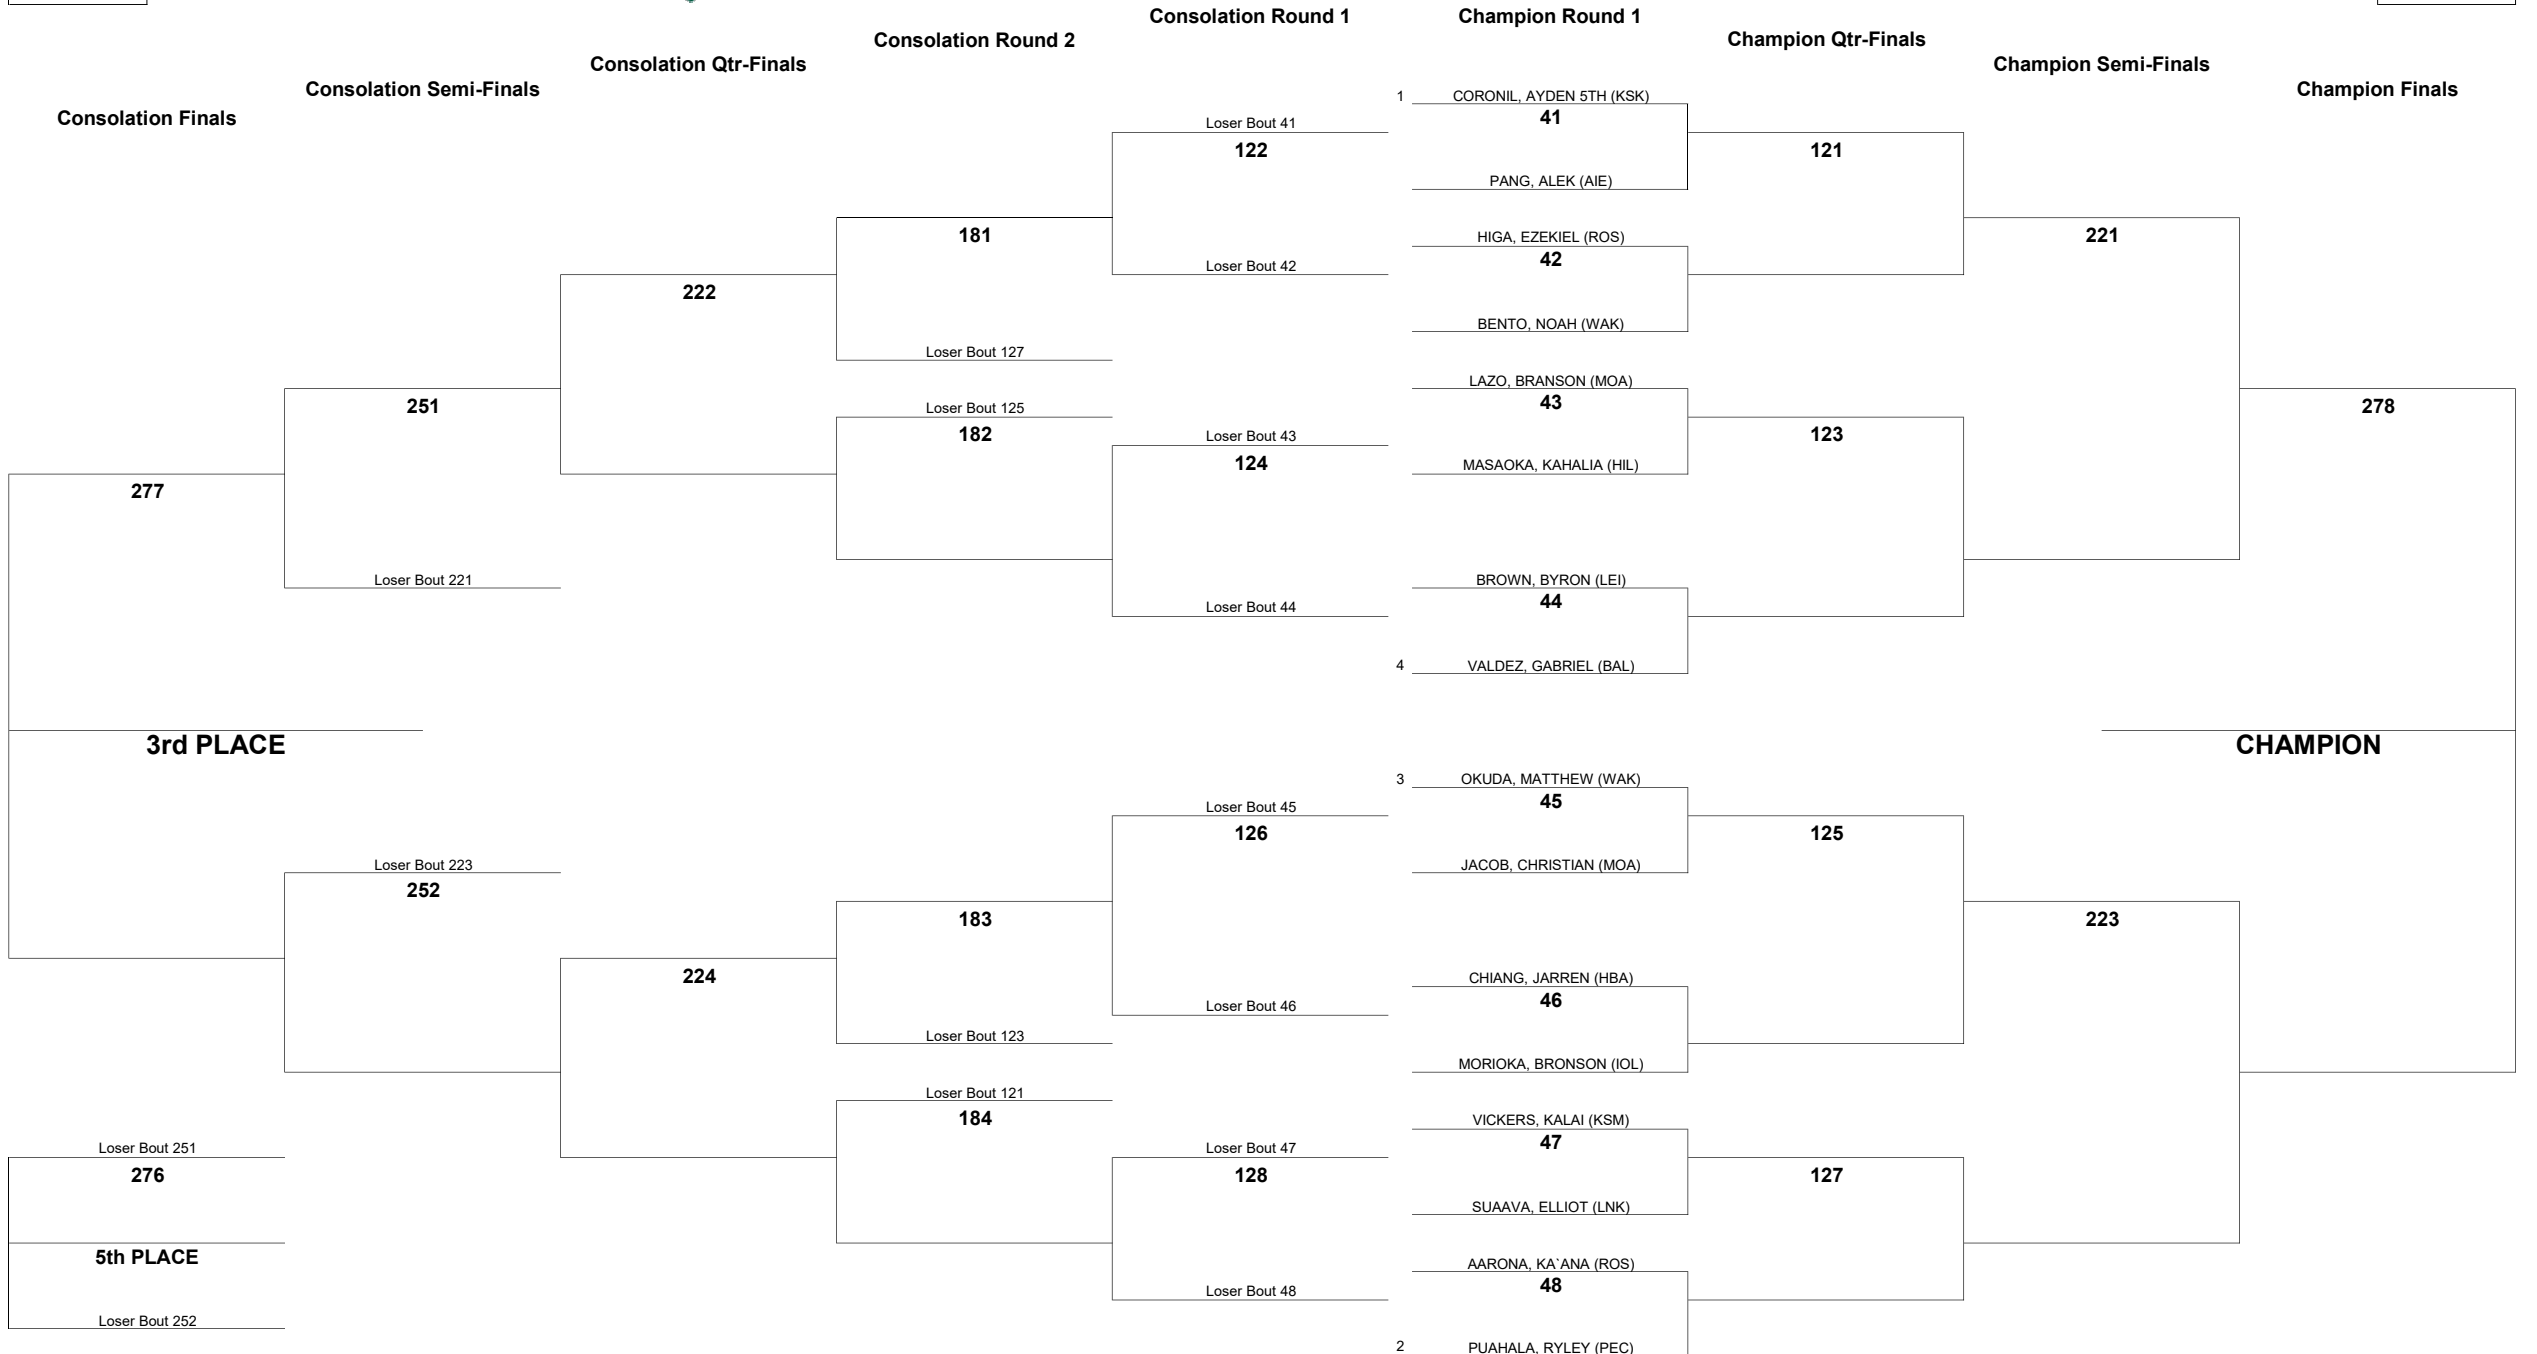 Consolation Round 1
Champion Round 1
Consolation Round 2
Champion Qtr-Finals
Consolation Qtr-Finals
Champion Semi-Finals
Consolation Semi-Finals
Champion Finals
Consolation Finals
1 CORONIL, AYDEN 5TH (KSK)
41
Loser Bout 41
122
121
PANG, ALEK (AIE)
181
HIGA, EZEKIEL (ROS)
221
Loser Bout 42
42
222
BENTO, NOAH (WAK)
Loser Bout 127
LAZO, BRANSON (MOA)
251
Loser Bout 125
43
278
182
Loser Bout 43
123
124
MASAOKA, KAHALIA (HIL)
277
Loser Bout 221
BROWN, BYRON (LEI)
Loser Bout 44
44
4 VALDEZ, GABRIEL (BAL)
3rd PLACE
CHAMPION
3 OKUDA, MATTHEW (WAK)
45
Loser Bout 45
126
125
Loser Bout 223
JACOB, CHRISTIAN (MOA)
252
183
223
224
CHIANG, JARREN (HBA)
Loser Bout 46
46
Loser Bout 123
MORIOKA, BRONSON (IOL)
Loser Bout 121
184
VICKERS, KALAI (KSM)
Loser Bout 251
Loser Bout 47
47
276
128
127
SUAAVA, ELLIOT (LNK)
5th PLACE
AARONA, KA`ANA (ROS)
Loser Bout 48
48
Loser Bout 252
2 PUAHALA, RYLEY (PEC)